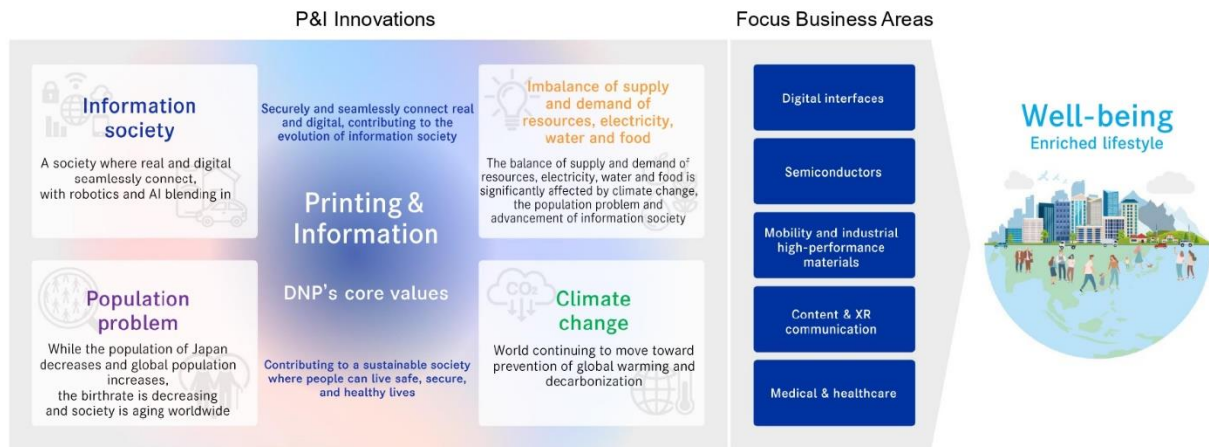 P&I Innovations
Focus Business Areas
Information
society
A society where real and digital
seamlessly connect,
with robotics and AI blending in
Securely and seamlessly connect real
and digital, contributing to the
evolution of information society
Imbalance of supply
and demand of
resources, electricity,
water and food
The balance of supply and demand of
resources, electricity, water and food is
significantly affected by climate change,
the population problem and
advancement of information society
Printing &
Information
DNP's core values
Population
problem
While the population of Japan
decreases and global population
increases,
the birthrate is decreasing
and society is aging worldwide
Contributing to a sustainable society
where people can live safe, secure,
and healthy lives
CO₂
Climate
change
World continuing to move toward
prevention of global warming and
decarbonization
Digital interfaces
Semiconductors
Mobility and industrial
high-performance
materials
Content & XR
communication
Medical & healthcare
Well-being
Enriched lifestyle